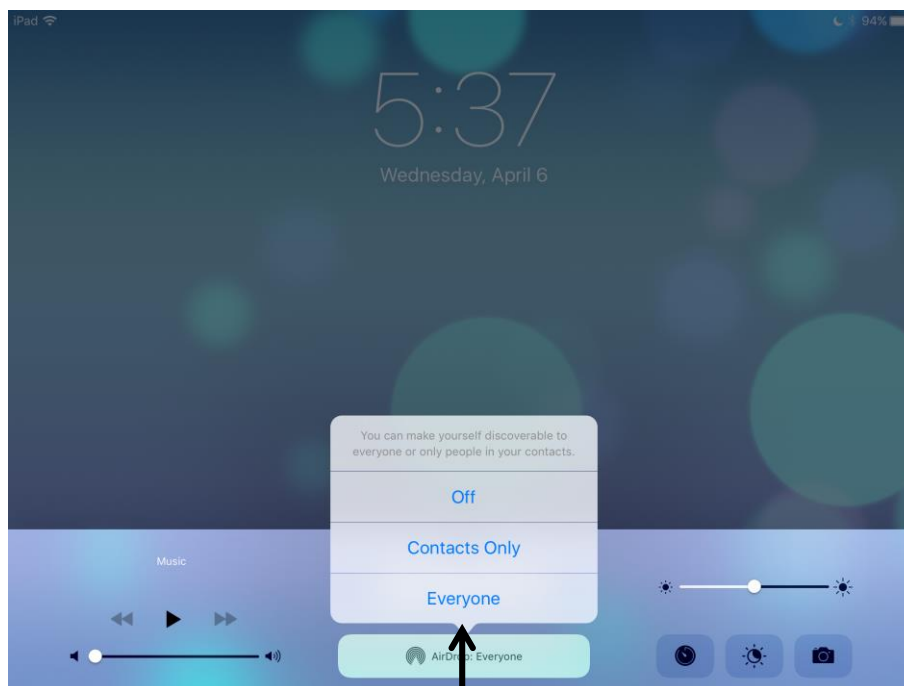 iPad 94%
5:37
Wednesday, April 6
You can make yourself discoverable to
everyone or only people in your contacts.
Off
Contacts Only
Everyone
Music
AirDrop: Everyone